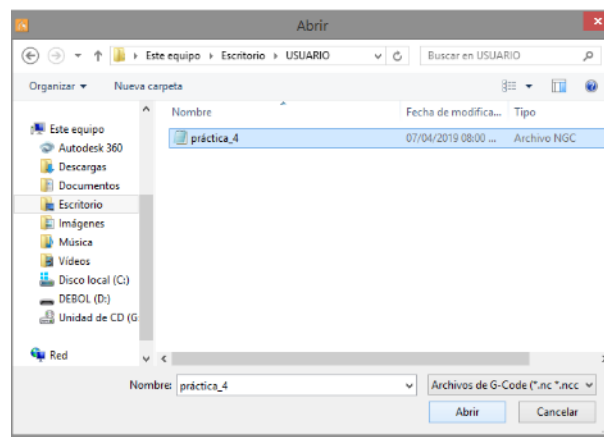 Abrir
Este equipo Escritorio USUARIO Buscar en USUARIO
Organizar Nueva carpeta
Nombre Fecha de modifica... Tipo
práctica_4 07/04/2019 08:00 ... Archivo NGC
Este equipo
Autodesk 360
Descargas
Documentos
Escritorio
Imágenes
Música
Vídeos
Disco local (C:)
DEBOL (D:)
Unidad de CD (G
Red
Nombre: práctica_4 Archivos de G-Code (*.nc *.ncc
Abrir Cancelar